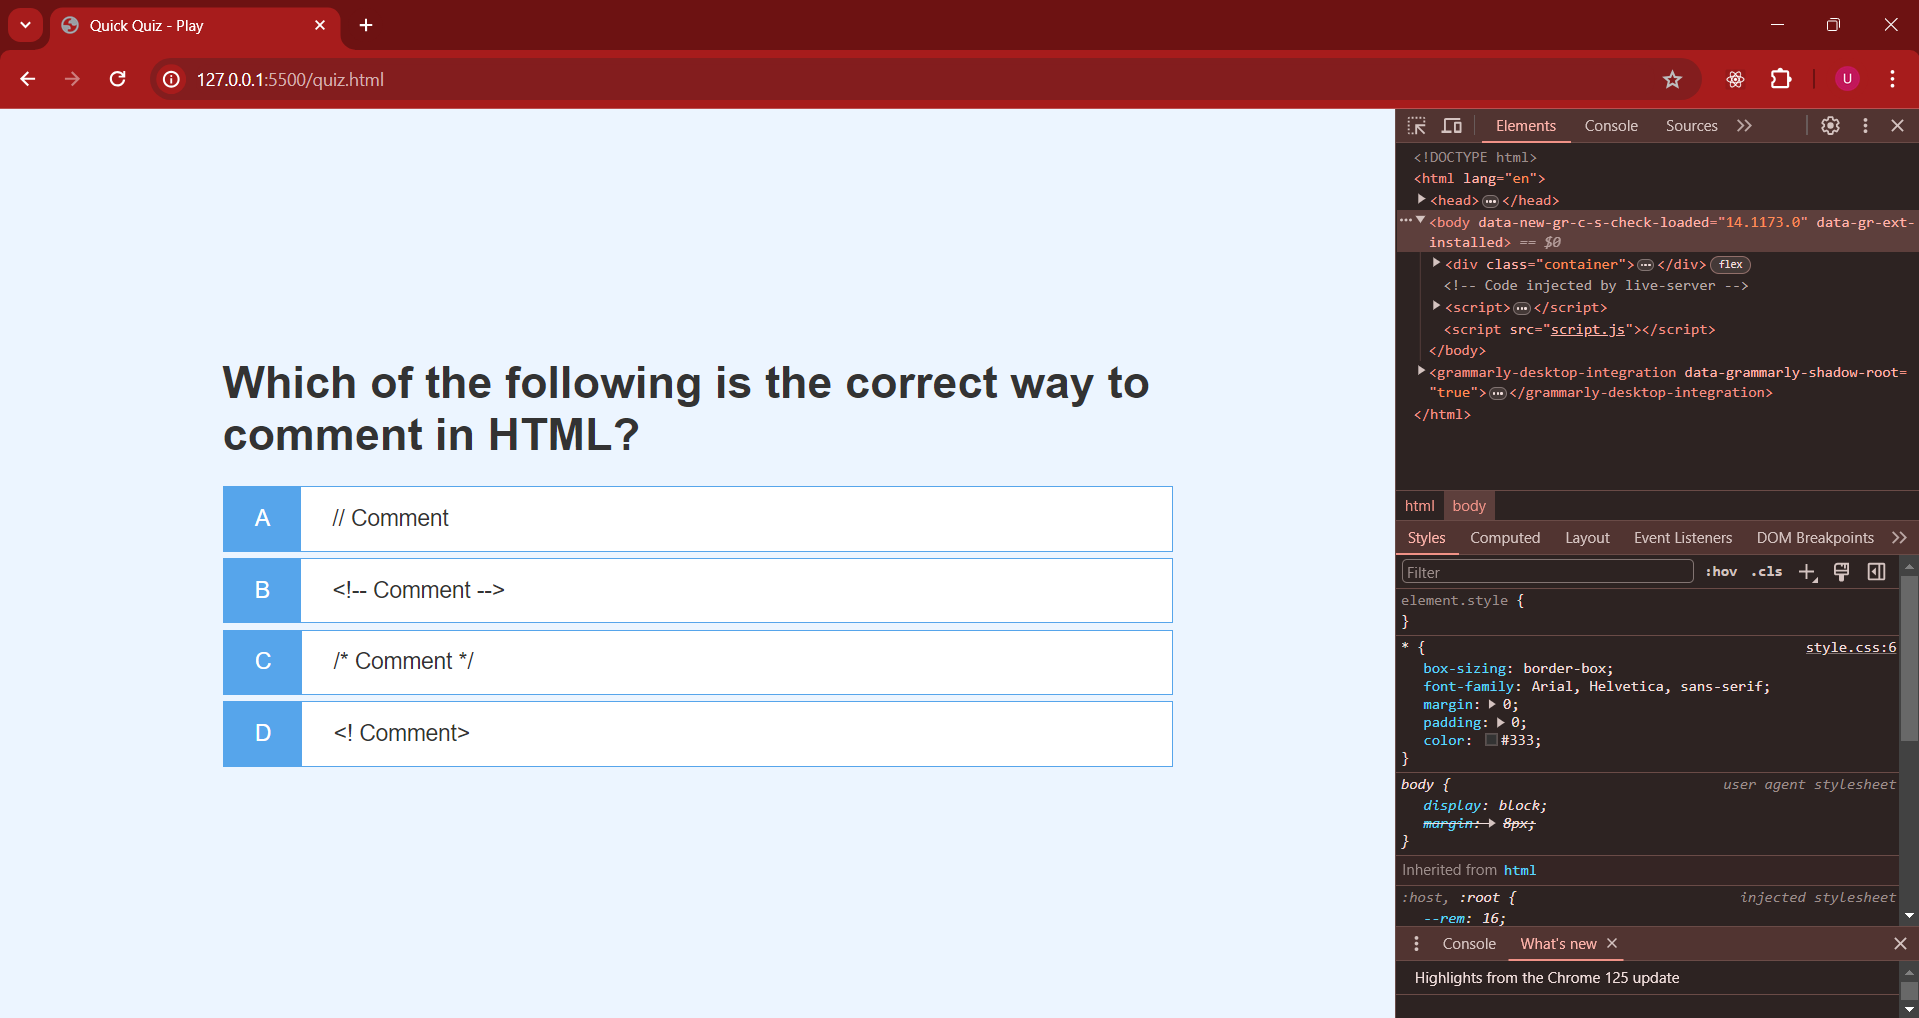 Quick Quiz - Play
127.0.0.1:5500/quiz.html
U
Which of the following is the correct way to
comment in HTML?
A // Comment
B <!-- Comment -->
C /* Comment */
D <! Comment>
Elements Console Sources
<!DOCTYPE html>
<html lang="en">
<head> ... </head>
... <body data-new-gr-c-s-check-loaded="14.1173.0" data-gr-ext-
installed> == $0
<div class="container"> ... </div> flex
<!-- Code injected by live-server -->
<script> ... </script>
<script src="script.js"></script>
</body>
<grammarly-desktop-integration data-grammarly-shadow-root=
"true"> ... </grammarly-desktop-integration>
</html>
html body
Styles Computed Layout Event Listeners DOM Breakpoints
Filter :hov .cls
element.style {
}
* { style.css:6
box-sizing: border-box;
font-family: Arial, Helvetica, sans-serif;
margin: 0;
padding: 0;
color: #333;
}
body { user agent stylesheet
display: block;
margin: 8px;
}
Inherited from html
:host, :root { injected stylesheet
--rem: 16;
Console What's new
Highlights from the Chrome 125 update